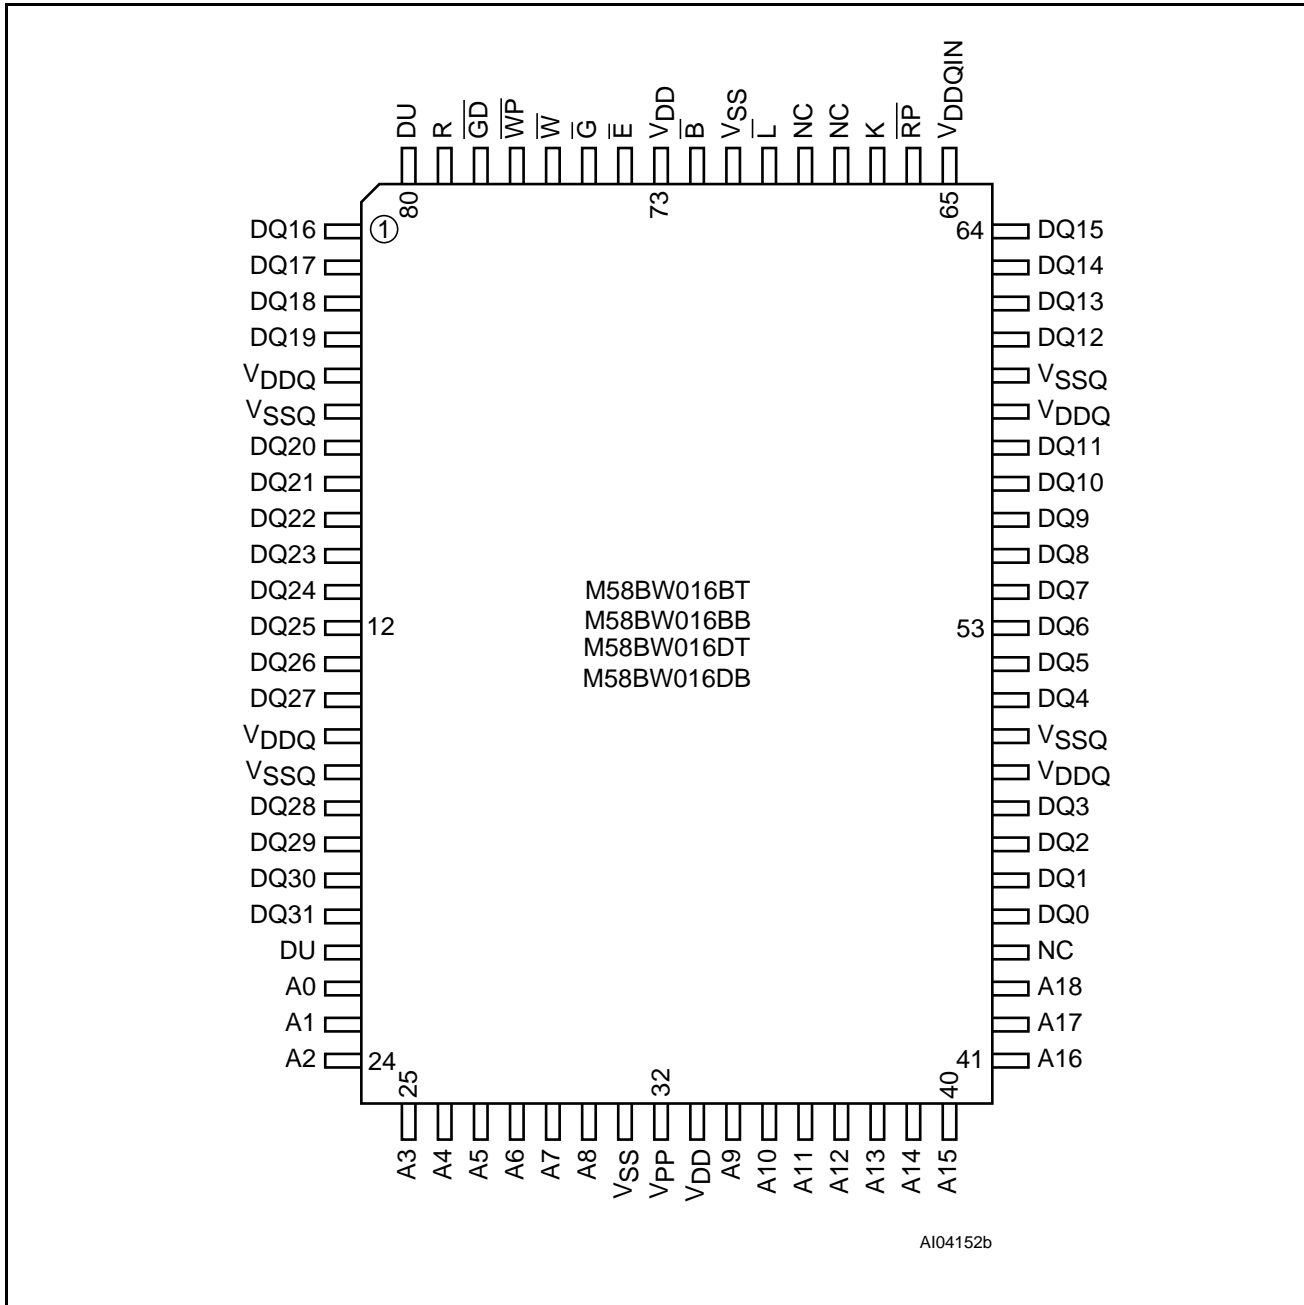 DU R GD WP W G E VDD B VSS L NC NC K RP VDDQIN
80 73 65
DQ16 1 64 DQ15
DQ17 DQ14
DQ18 DQ13
DQ19 DQ12
VDDQ VSSQ
VSSQ VDDQ
DQ20 DQ11
DQ21 DQ10
DQ22 DQ9
DQ23 DQ8
DQ24 M58BW016BT DQ7
M58BW016BB
DQ25 12 53 DQ6
M58BW016DT
DQ26 DQ5
M58BW016DB
DQ27 DQ4
VDDQ VSSQ
VSSQ VDDQ
DQ28 DQ3
DQ29 DQ2
DQ30 DQ1
DQ31 DQ0
DU NC
A0 A18
A1 A17
A2 24 41 A16
25 32 40
A3 A4 A5 A6 A7 A8 VSS VPP VDD A9 A10 A11 A12 A13 A14 A15
AI04152b